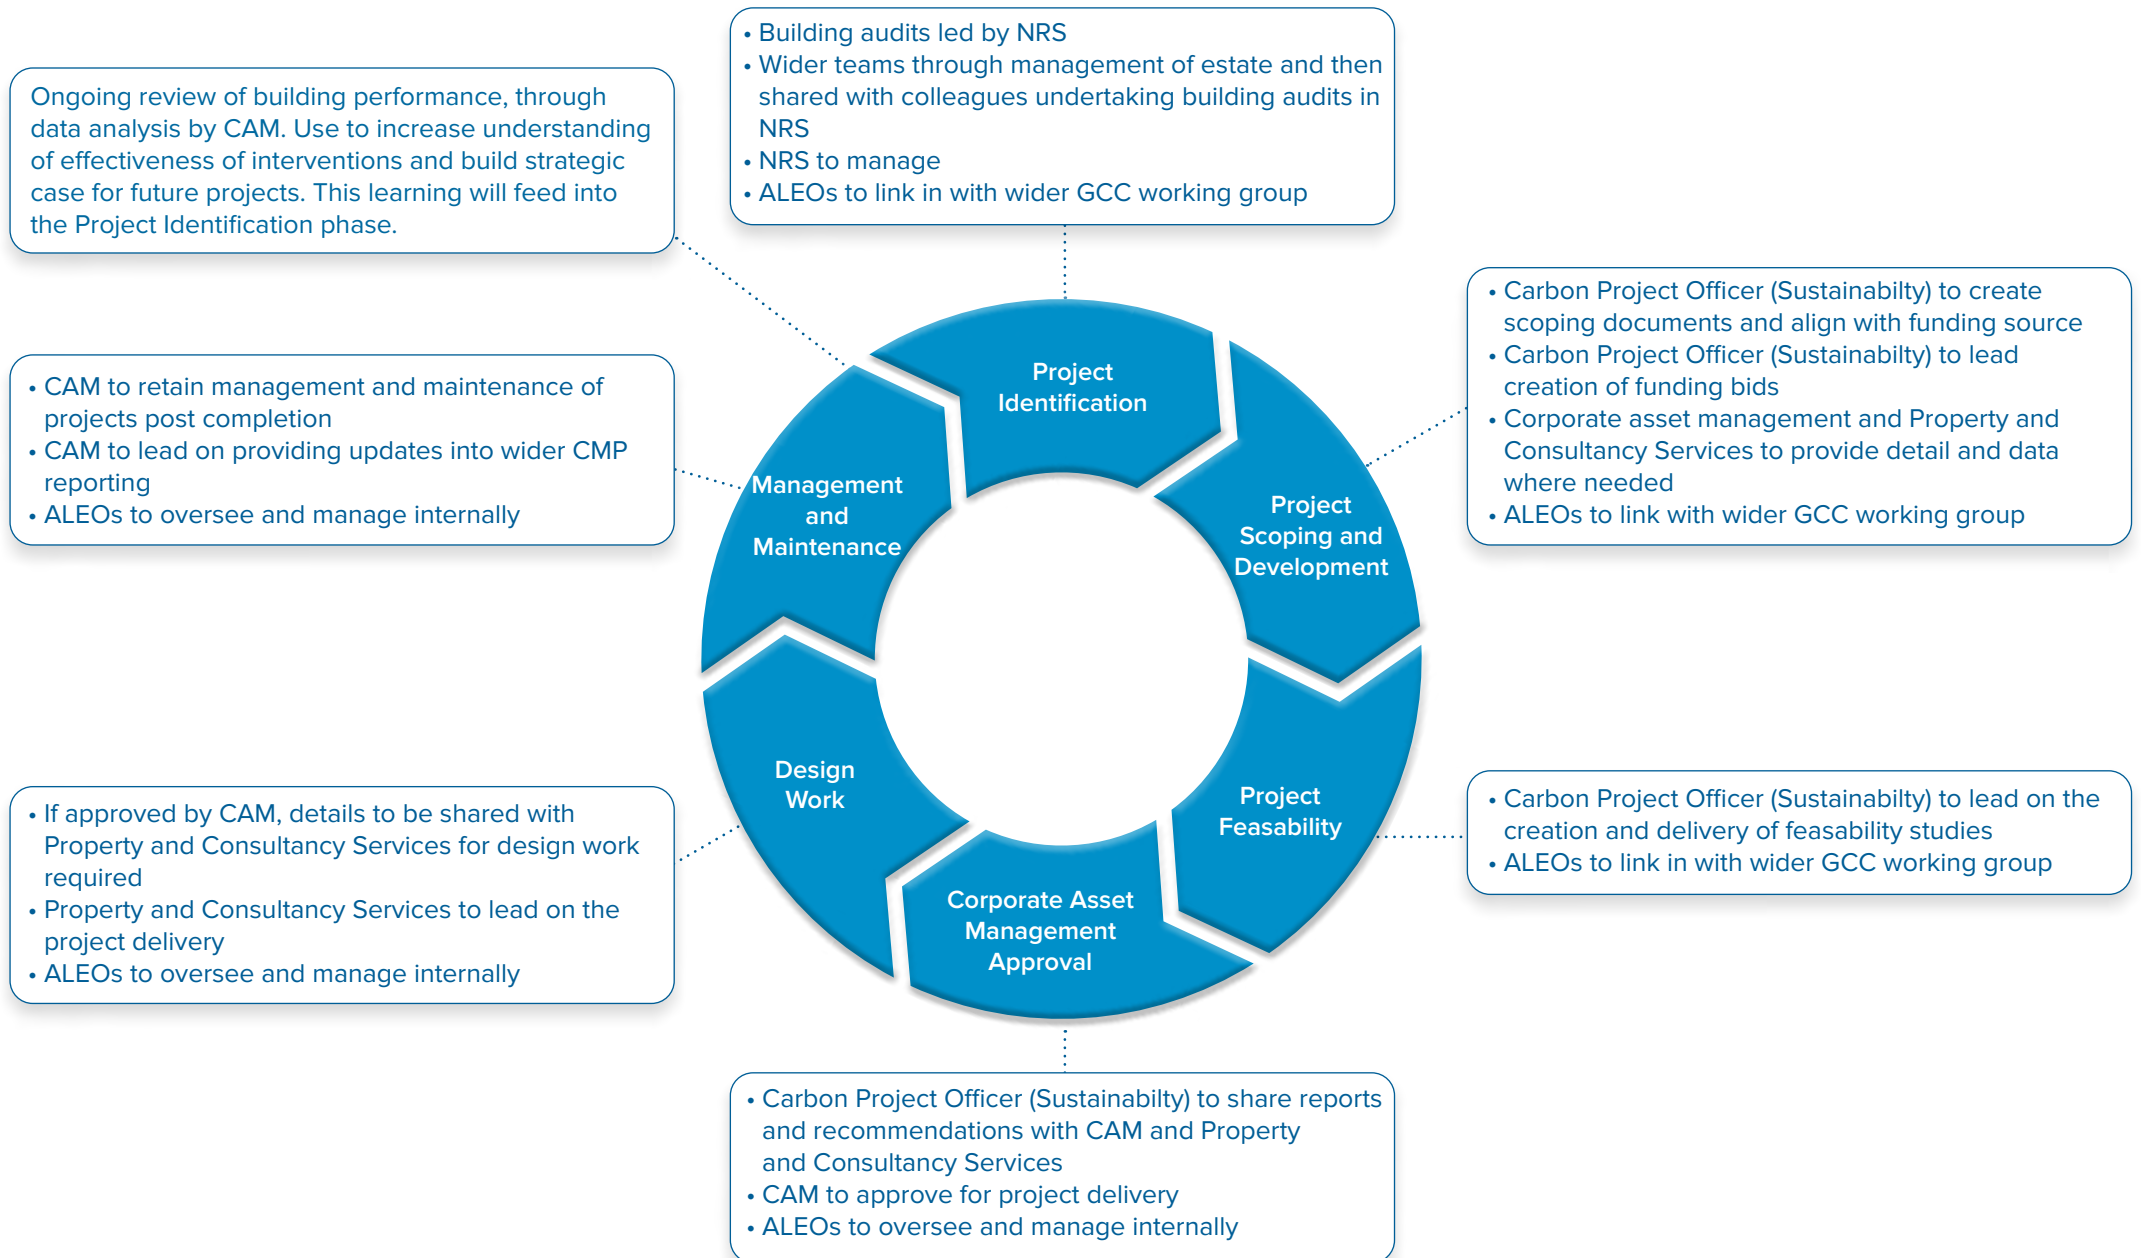 • Building audits led by NRS
• Wider teams through management of estate and then
shared with colleagues undertaking building audits in
NRS
• NRS to manage
• ALEOs to link in with wider GCC working group
Ongoing review of building performance, through
data analysis by CAM. Use to increase understanding
of effectiveness of interventions and build strategic
case for future projects. This learning will feed into
the Project Identification phase.
• Carbon Project Officer (Sustainabilty) to create
scoping documents and align with funding source
• Carbon Project Officer (Sustainabilty) to lead
creation of funding bids
• Corporate asset management and Property and
Consultancy Services to provide detail and data
where needed
• ALEOs to link with wider GCC working group
• CAM to retain management and maintenance of
projects post completion
• CAM to lead on providing updates into wider CMP
reporting
• ALEOs to oversee and manage internally
Project
Identification
Project
Scoping and
Development
Project
Feasability
Corporate Asset
Management
Approval
Design
Work
Management
and
Maintenance
• Carbon Project Officer (Sustainabilty) to lead on the
creation and delivery of feasability studies
• ALEOs to link in with wider GCC working group
• If approved by CAM, details to be shared with
Property and Consultancy Services for design work
required
• Property and Consultancy Services to lead on the
project delivery
• ALEOs to oversee and manage internally
• Carbon Project Officer (Sustainabilty) to share reports
and recommendations with CAM and Property
and Consultancy Services
• CAM to approve for project delivery
• ALEOs to oversee and manage internally